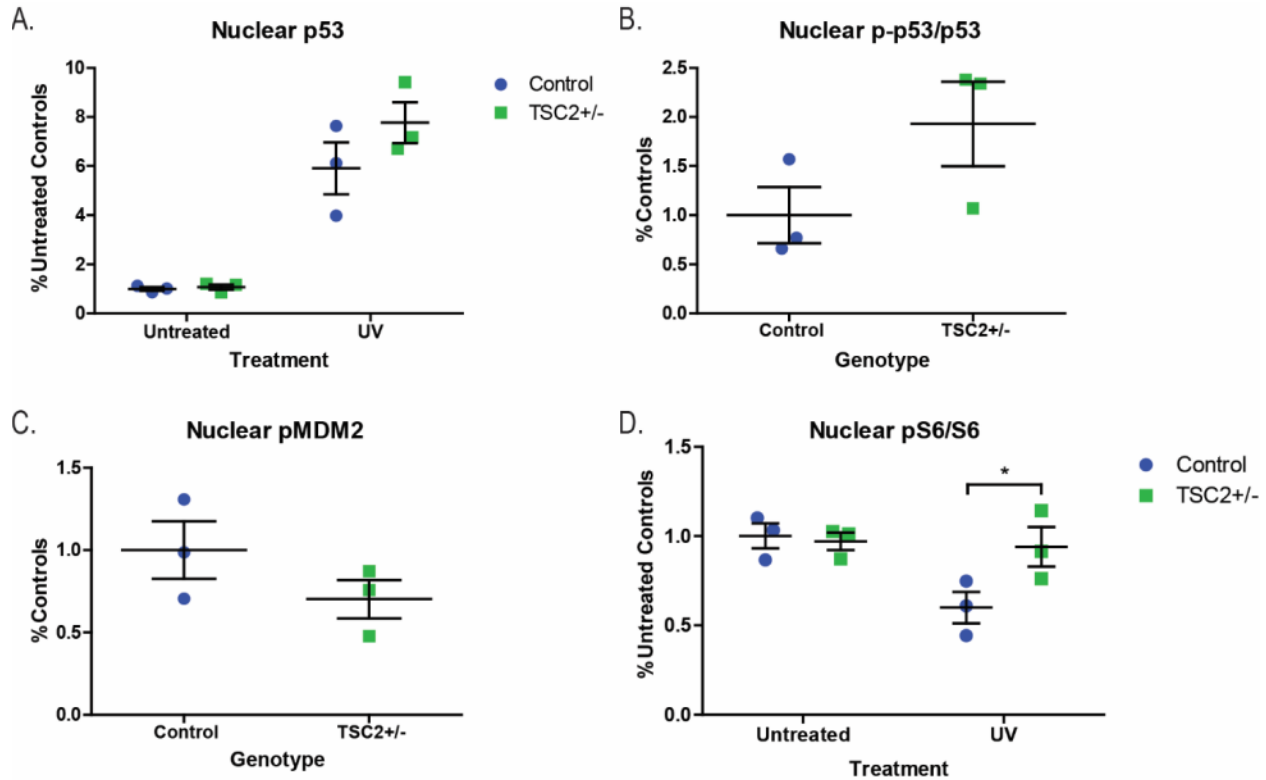 A.
Nuclear p53
%Untreated Controls
10
8
6
4
2
0
Untreated
UV
Treatment
Control
TSC2+/-
B.
Nuclear p-p53/p53
%Controls
2.5
2.0
1.5
1.0
0.5
0.0
Control
TSC2+/-
Genotype
C.
Nuclear pMDM2
%Controls
1.5
1.0
0.5
0.0
Control
TSC2+/-
Genotype
D.
Nuclear pS6/S6
%Untreated Controls
1.5
1.0
0.5
0.0
*
Untreated
UV
Treatment
Control
TSC2+/-